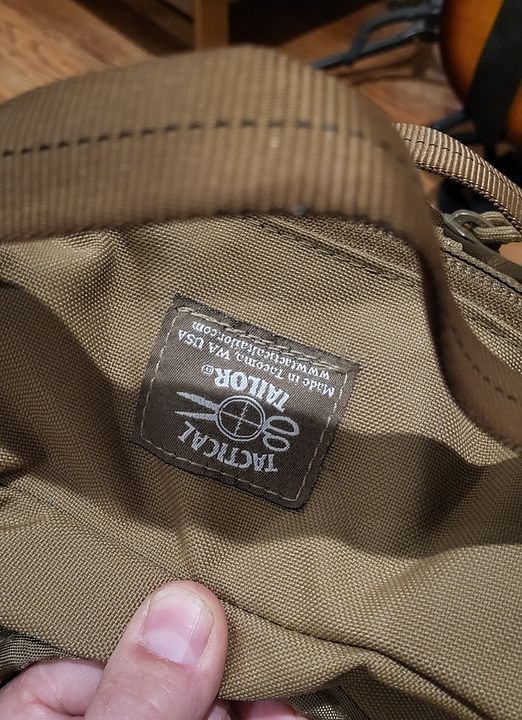 TACTICAL
TAILOR®
Made in Tacoma, WA USA
www.tacticaltailor.com